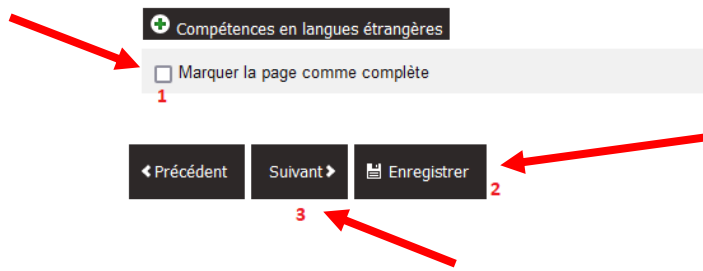 Compétences en langues étrangères
Marquer la page comme complète
1
Précédent Suivant Enregistrer
2
3